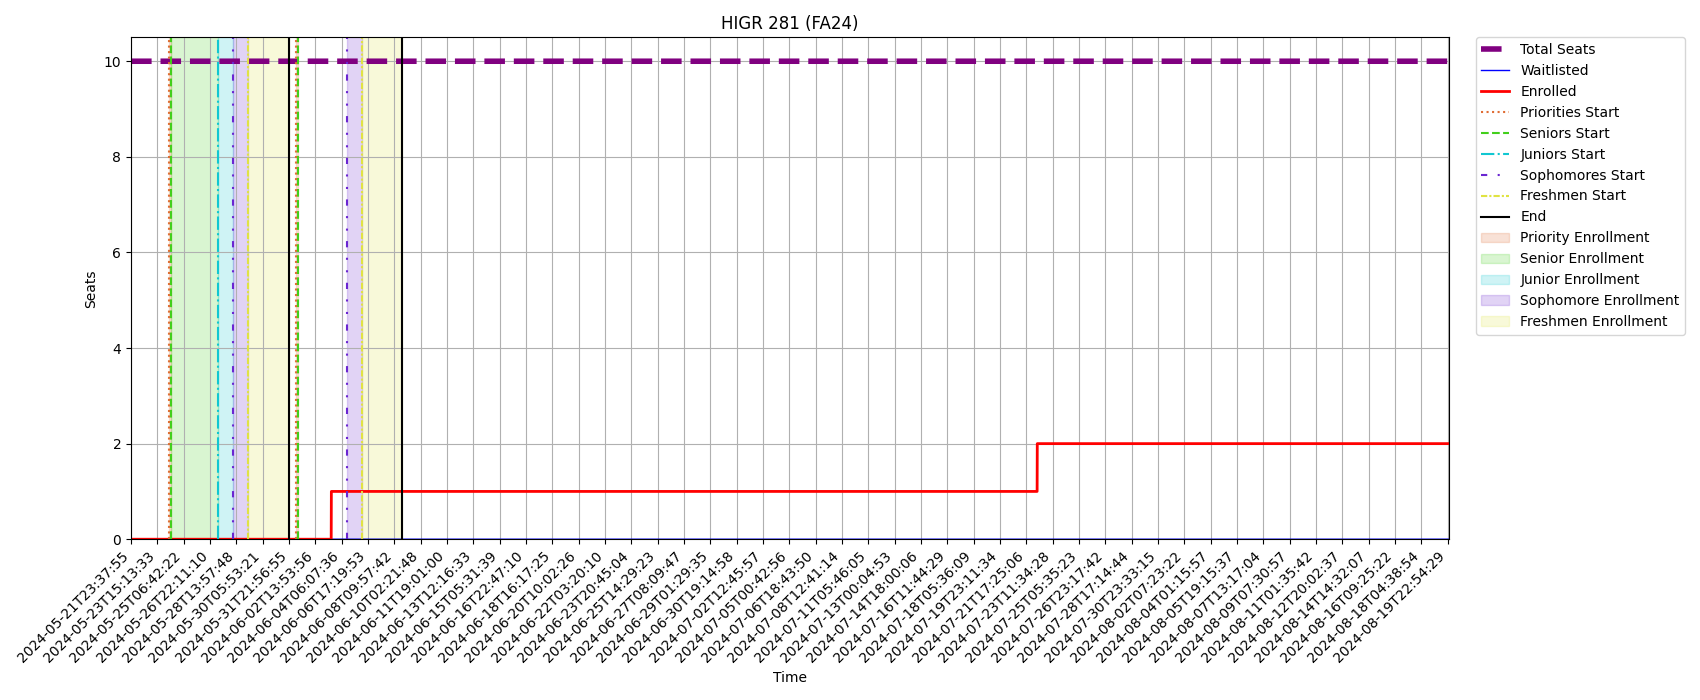 HIGR 281 (FA24)
Total Seats
Waitlisted
Enrolled
Priorities Start
Seniors Start
Juniors Start
Sophomores Start
Freshmen Start
End
Priority Enrollment
Senior Enrollment
Junior Enrollment
Sophomore Enrollment
Freshmen Enrollment
Seats
10
8
6
4
2
0
2024-05-21T23:37:55
2024-05-23T15:13:33
2024-05-25T06:42:22
2024-05-26T22:11:10
2024-05-28T13:57:48
2024-05-30T05:53:21
2024-05-31T21:56:55
2024-06-02T13:53:56
2024-06-04T06:07:36
2024-06-06T17:19:53
2024-06-08T09:57:42
2024-06-10T02:21:48
2024-06-11T19:01:00
2024-06-13T12:16:33
2024-06-15T05:31:39
2024-06-16T22:47:10
2024-06-18T16:17:25
2024-06-20T10:02:26
2024-06-22T03:20:10
2024-06-23T20:45:04
2024-06-25T14:29:23
2024-06-27T08:09:47
2024-06-29T01:29:35
2024-06-30T19:14:58
2024-07-02T12:45:57
2024-07-05T00:42:56
2024-07-06T18:43:50
2024-07-08T12:41:14
2024-07-11T05:46:05
2024-07-13T00:04:53
2024-07-14T18:00:06
2024-07-16T11:44:29
2024-07-18T05:36:09
2024-07-19T23:11:34
2024-07-21T17:25:06
2024-07-23T11:34:28
2024-07-25T05:35:23
2024-07-26T23:17:42
2024-07-28T17:14:44
2024-07-30T23:33:15
2024-08-02T07:23:22
2024-08-04T01:15:57
2024-08-05T19:15:37
2024-08-07T13:17:04
2024-08-09T07:30:57
2024-08-11T01:35:42
2024-08-12T20:02:37
2024-08-14T14:32:07
2024-08-16T09:25:22
2024-08-18T04:38:54
2024-08-19T22:54:29
Time